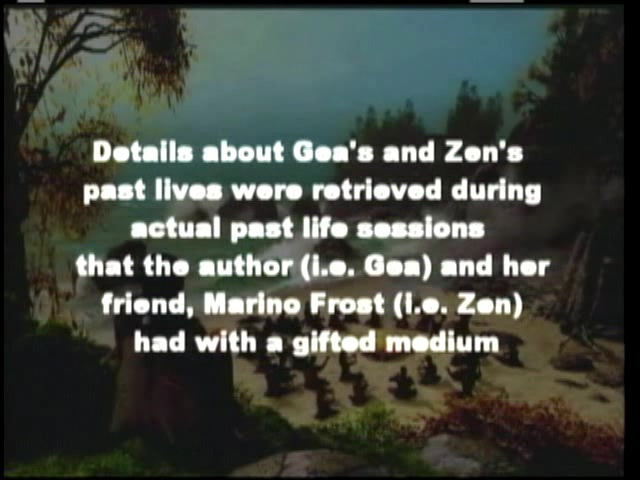 Details about Gea's and Zen's
past lives were retrieved during
actual past life sessions
that the author (i.e. Gea) and her
friend, Marino Frost (i.e. Zen)
had with a gifted medium